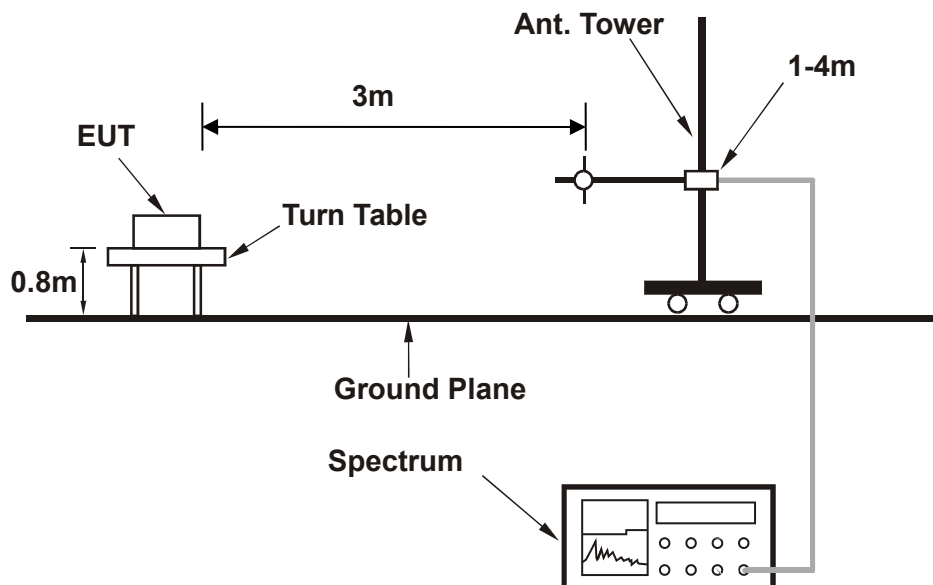 Ant. Tower
1-4m
3m
EUT
Turn Table
0.8m
Ground Plane
Spectrum